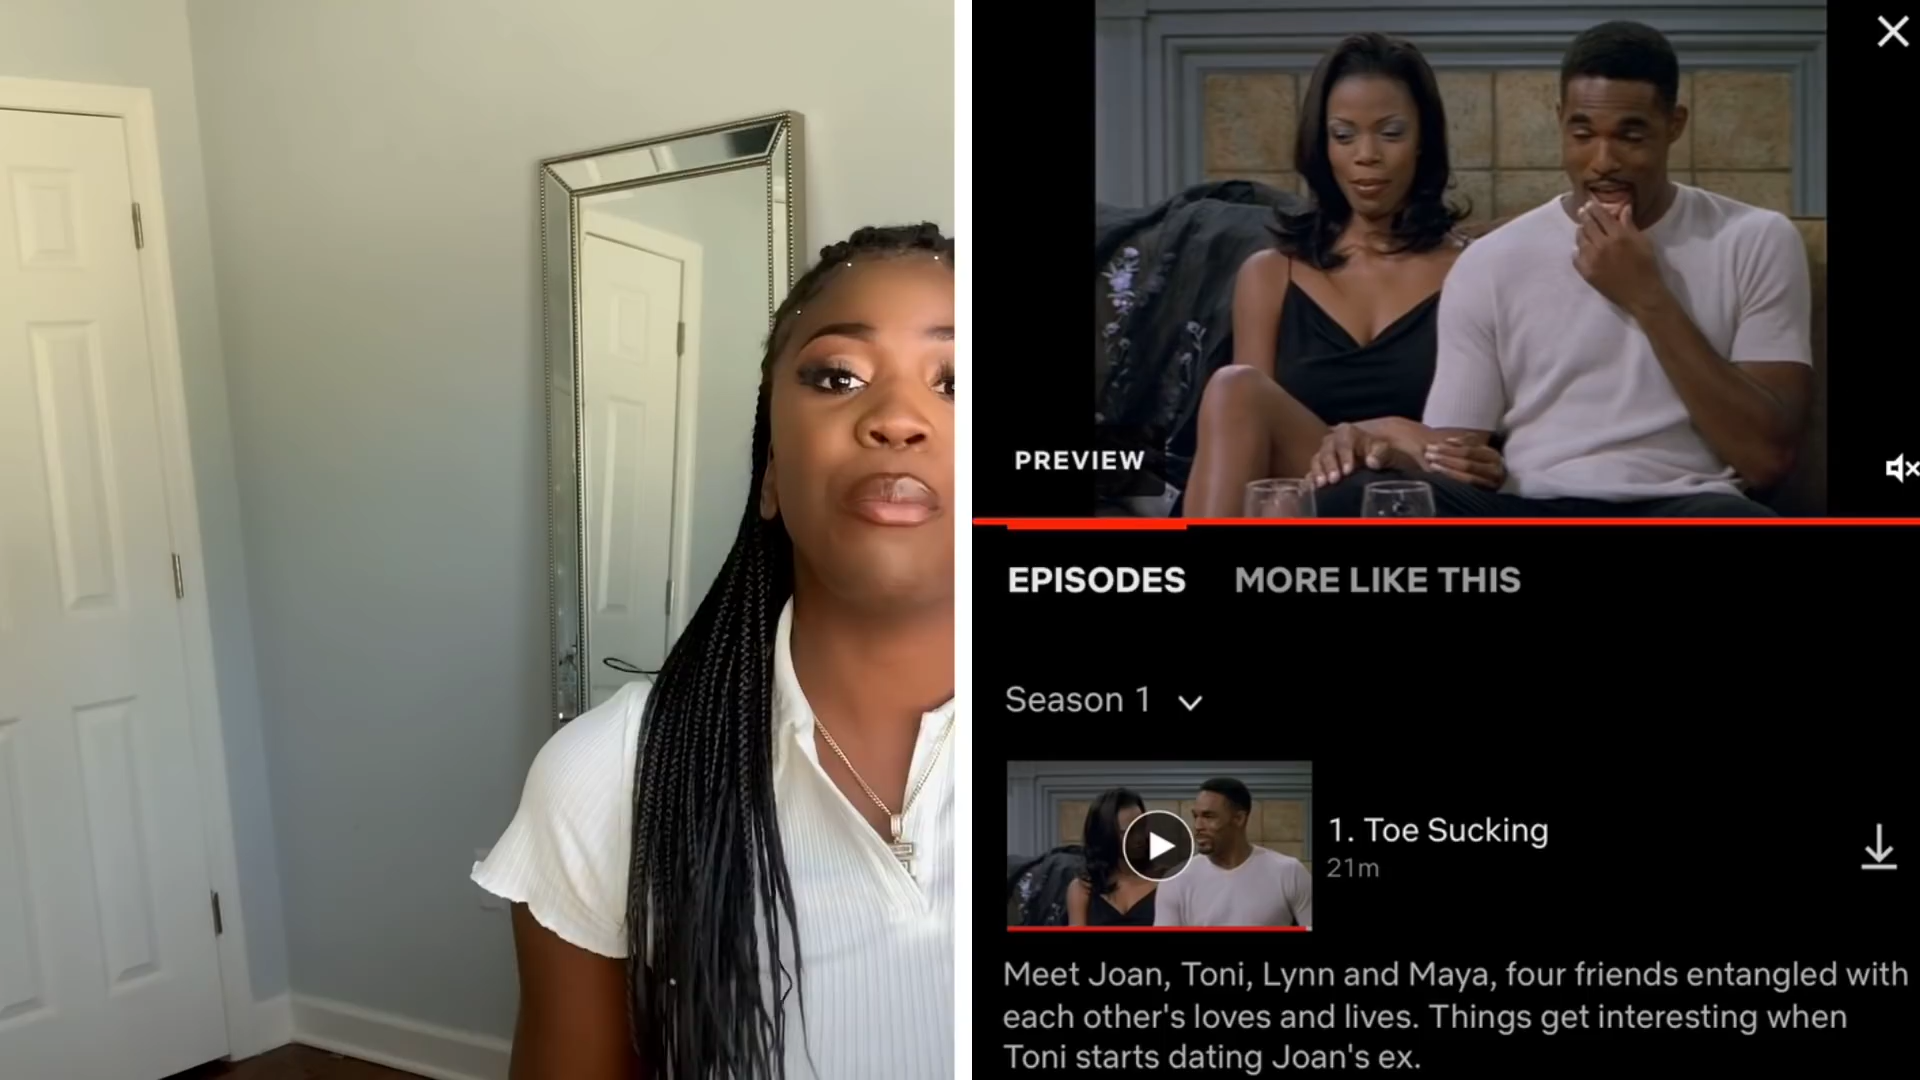 PREVIEW
EPISODES MORE LIKE THIS
Season 1
1. Toe Sucking
21m
Meet Joan, Toni, Lynn and Maya, four friends entangled with
each other's loves and lives. Things get interesting when
Toni starts dating Joan's ex.